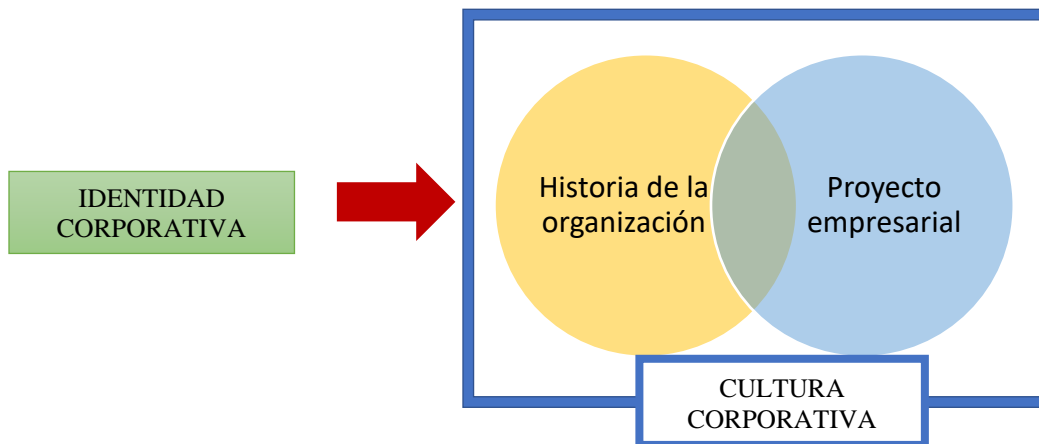 IDENTIDAD
CORPORATIVA
Historia de la
organización
Proyecto
empresarial
CULTURA
CORPORATIVA